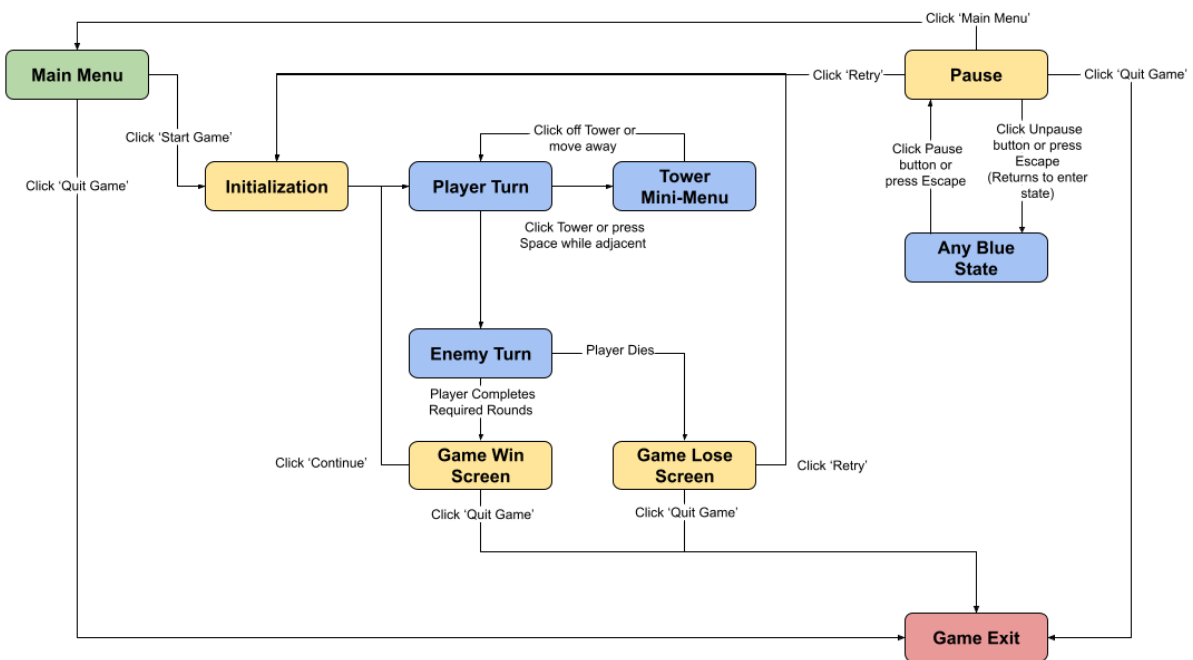 Click ‘Main Menu’
Main Menu
Click ‘Retry’
Pause
Click ‘Quit Game’
Click ‘Start Game’
Click off Tower or
move away
Click Pause
button or
press Escape
Click Unpause
button or press
Escape
(Returns to enter
state)
Click ‘Quit Game’
Initialization
Player Turn
Tower
Mini-Menu
Click Tower or press
Space while adjacent
Any Blue
State
Enemy Turn
Player Dies
Player Completes
Required Rounds
Click ‘Continue’
Game Win
Screen
Game Lose
Screen
Click ‘Retry’
Click ‘Quit Game’
Click ‘Quit Game’
Game Exit